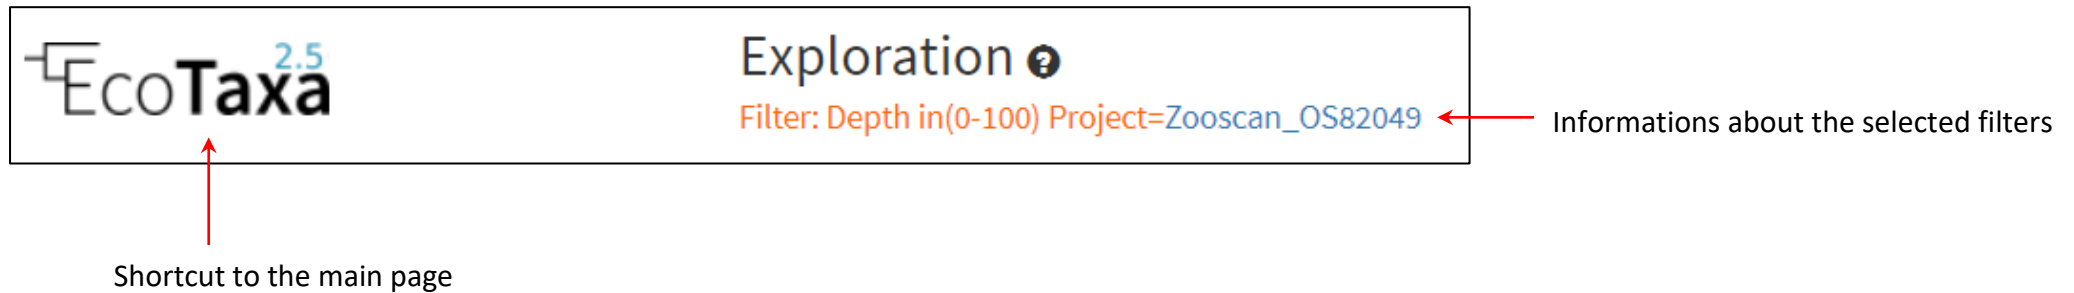 EcoTaxa 2.5
Exploration ?
Filter: Depth in(0-100) Project=Zooscan_OS82049
Informations about the selected filters
Shortcut to the main page